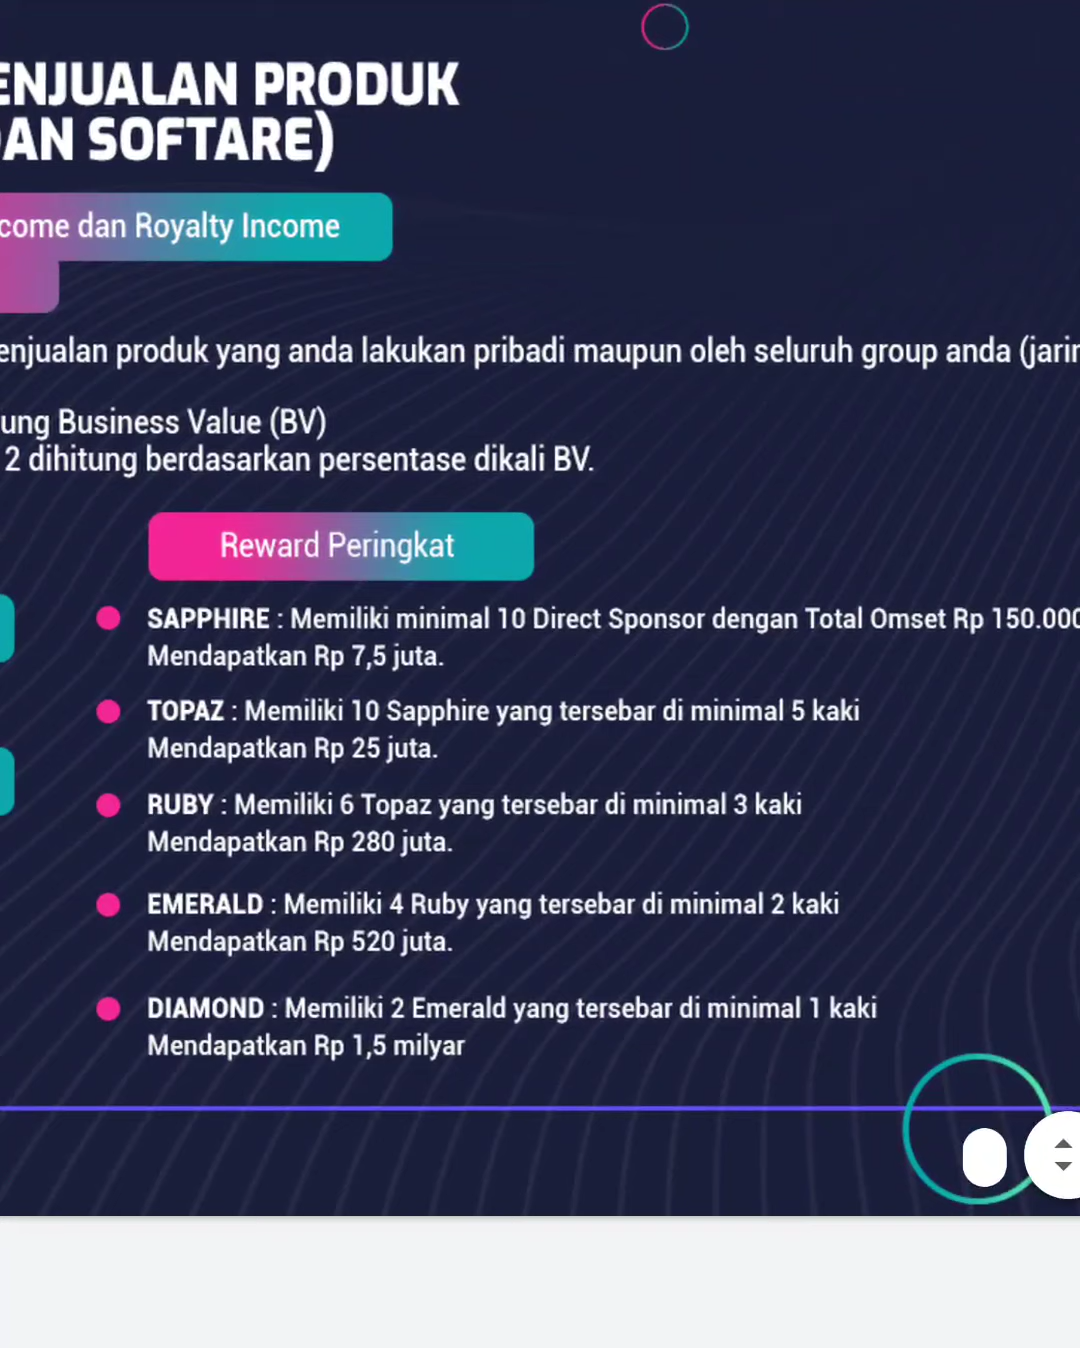 ENJUALAN PRODUK
DAN SOFTARE)
come dan Royalty Income
enjualan produk yang anda lakukan pribadi maupun oleh seluruh group anda (jarin
ung Business Value (BV)
2 dihitung berdasarkan persentase dikali BV.
Reward Peringkat
SAPPHIRE : Memiliki minimal 10 Direct Sponsor dengan Total Omset Rp 150.000
Mendapatkan Rp 7,5 juta.
TOPAZ : Memiliki 10 Sapphire yang tersebar di minimal 5 kaki
Mendapatkan Rp 25 juta.
RUBY : Memiliki 6 Topaz yang tersebar di minimal 3 kaki
Mendapatkan Rp 280 juta.
EMERALD : Memiliki 4 Ruby yang tersebar di minimal 2 kaki
Mendapatkan Rp 520 juta.
DIAMOND : Memiliki 2 Emerald yang tersebar di minimal 1 kaki
Mendapatkan Rp 1,5 milyar